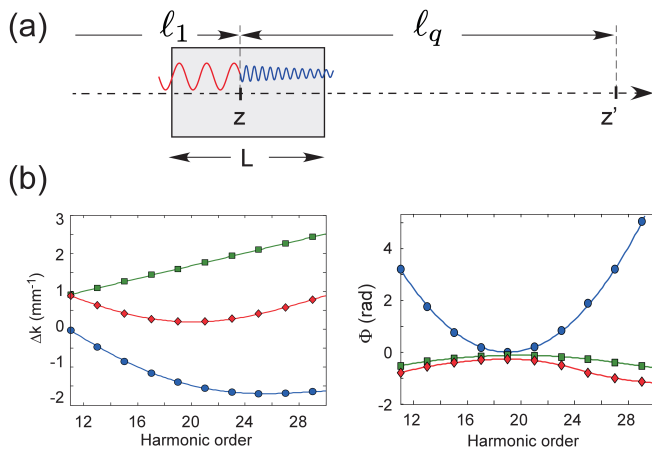 (a)
ℓ₁
ℓ_q
z
z'
L
(b)
Δk (mm⁻¹)
3
2
1
0
-1
-2
12 16 20 24 28
Harmonic order
Φ (rad)
4
2
0
-2
12 16 20 24 28
Harmonic order